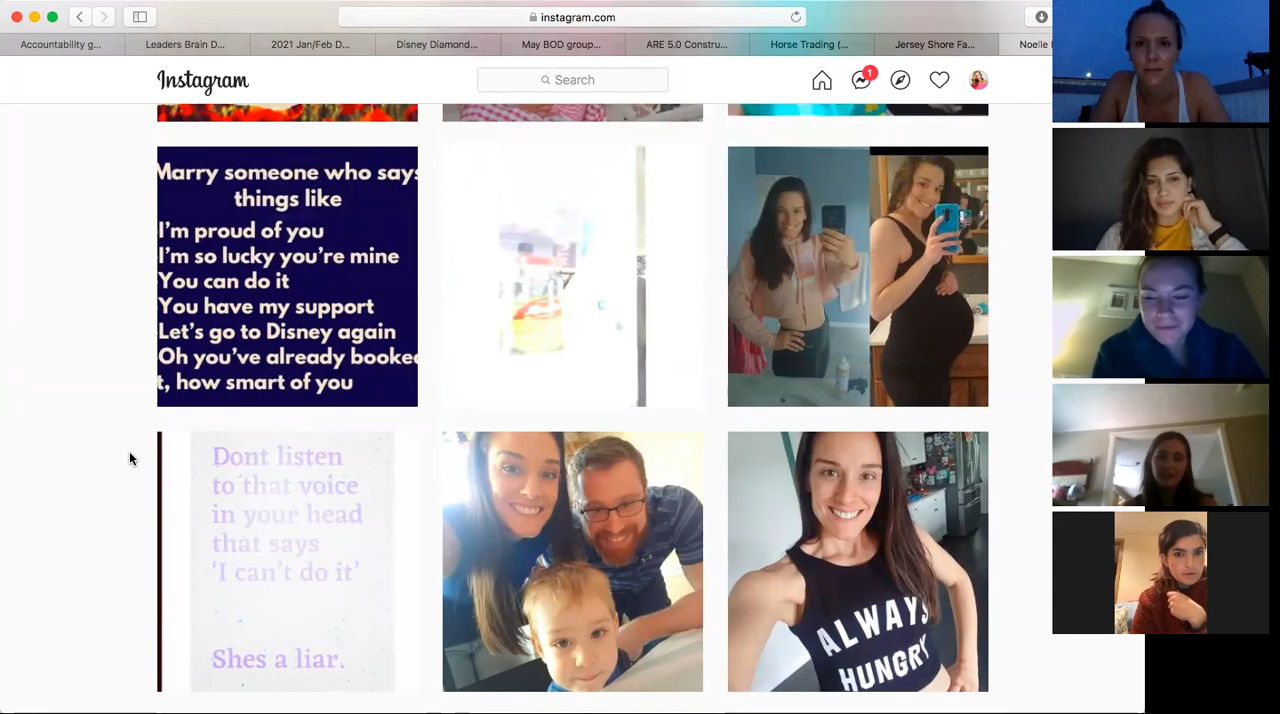 instagram.com
Accountability g...
Leaders Brain D...
2021 Jan/Feb D...
Disney Diamond...
May BOD group...
ARE 5.0 Constru...
Horse Trading (...
Jersey Shore Fa...
Noelle
Instagram
Search
1
Marry someone who says
things like
I'm proud of you
I'm so lucky you're mine
You can do it
You have my support
Let's go to Disney again
Oh you've already booked
t, how smart of you
Dont listen
to that voice
in your head
that says
'I can't do it'
Shes a liar.
ALWAYS
HUNGRY